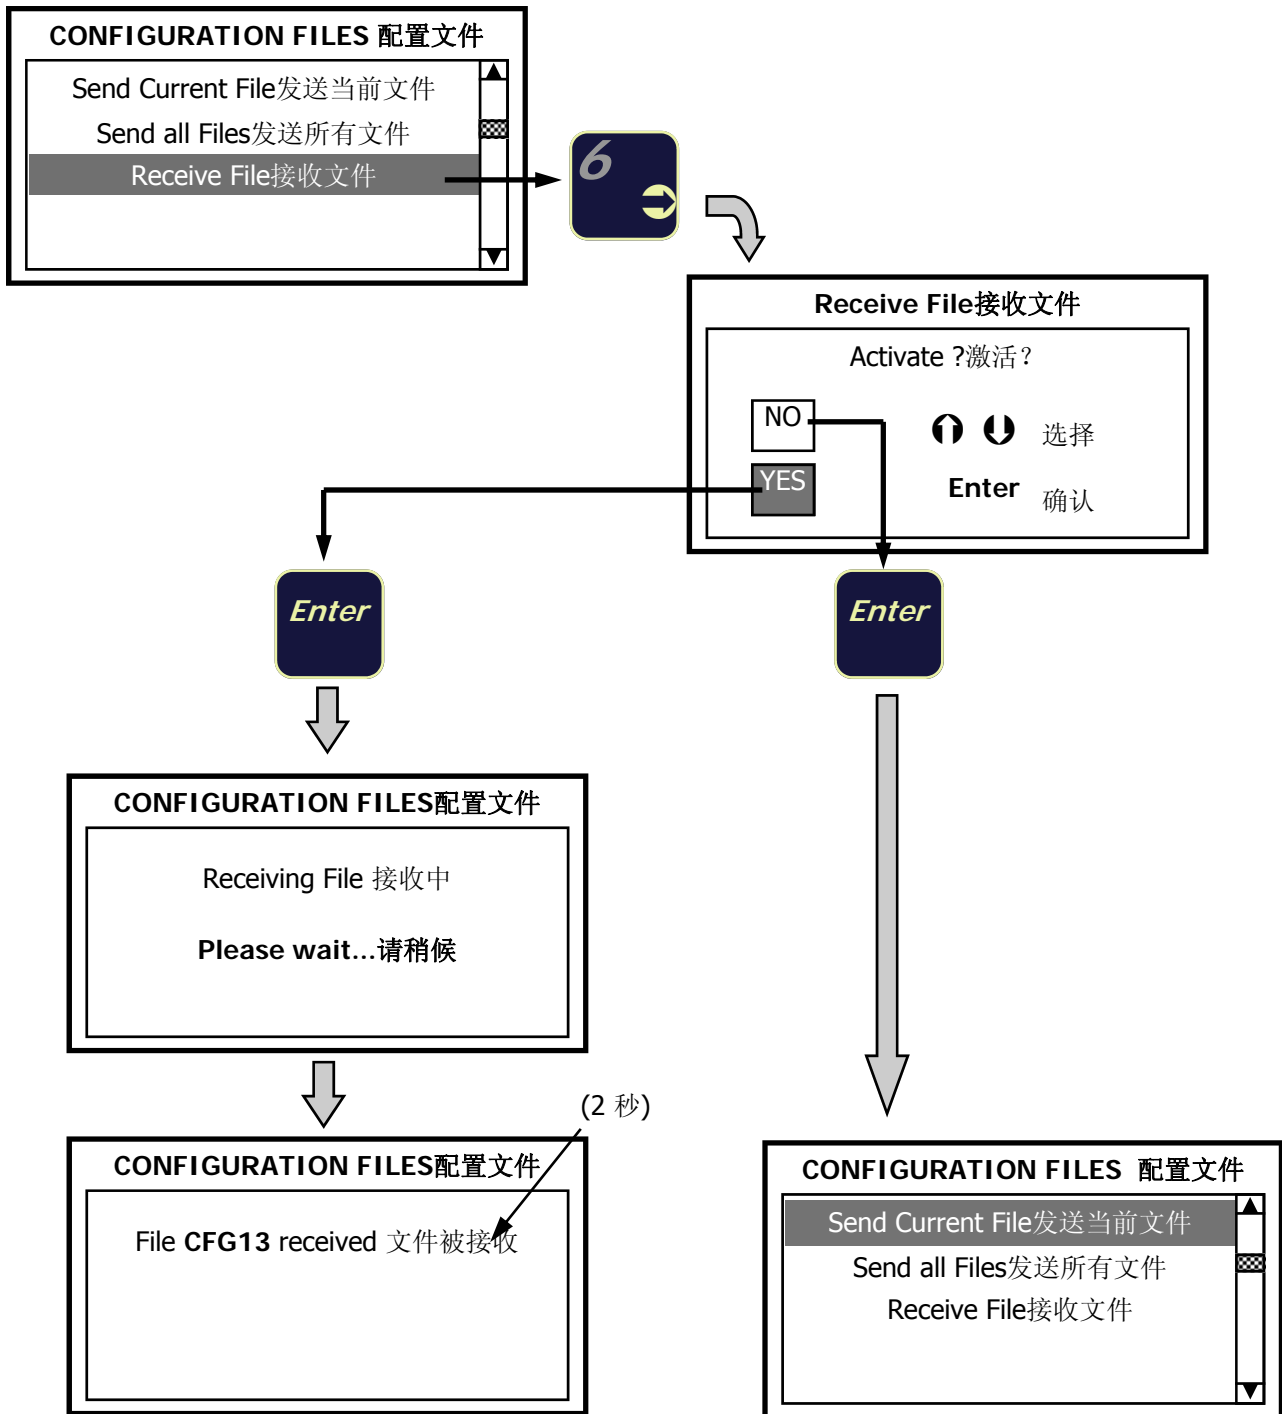 CONFIGURATION FILES 配置文件
Send Current File发送当前文件
Send all Files发送所有文件
Receive File接收文件
6
Receive File接收文件
Activate ?激活？
NO
选择
YES
Enter 确认
Enter
Enter
CONFIGURATION FILES配置文件
Receiving File 接收中
Please wait...请稍候
(2 秒)
CONFIGURATION FILES配置文件
File CFG13 received 文件被接收
CONFIGURATION FILES 配置文件
Send Current File发送当前文件
Send all Files发送所有文件
Receive File接收文件